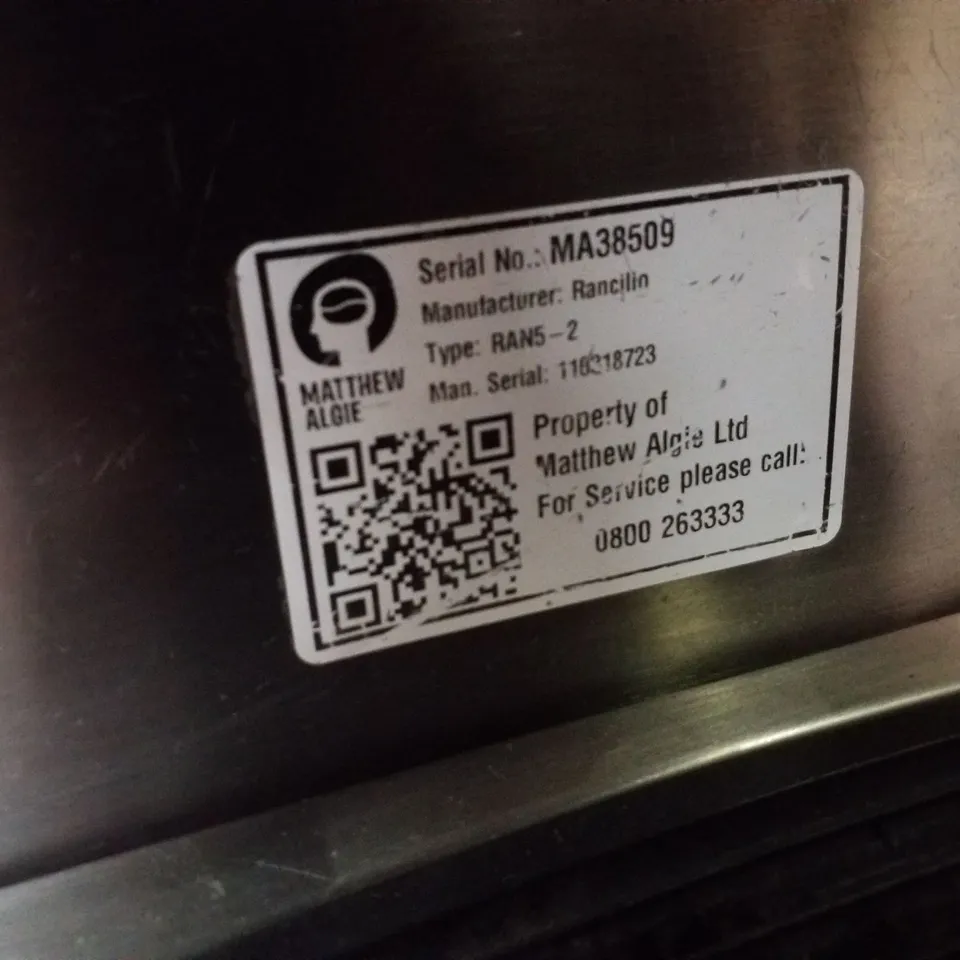 MATTHEW
ALGIE
Serial No.: MA38509
Manufacturer: Rancilio
Type: RAN5-2
Man. Serial:
Property of
Matthew Algie Ltd
For Service please call:
0800 263333